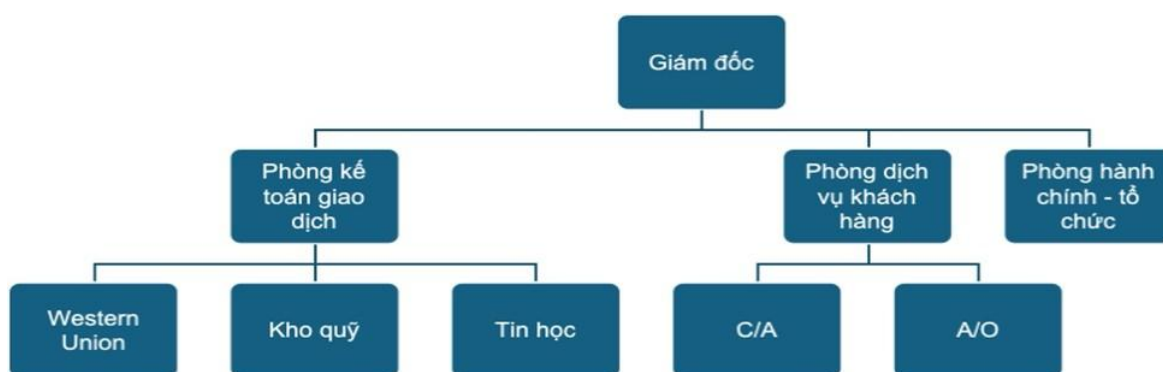 Giám đốc
Phòng kế
toán giao
dịch
Phòng dịch
vụ khách
hàng
Phòng hành
chính - tổ
chức
Western
Union
Kho quỹ
Tin học
C/A
A/O